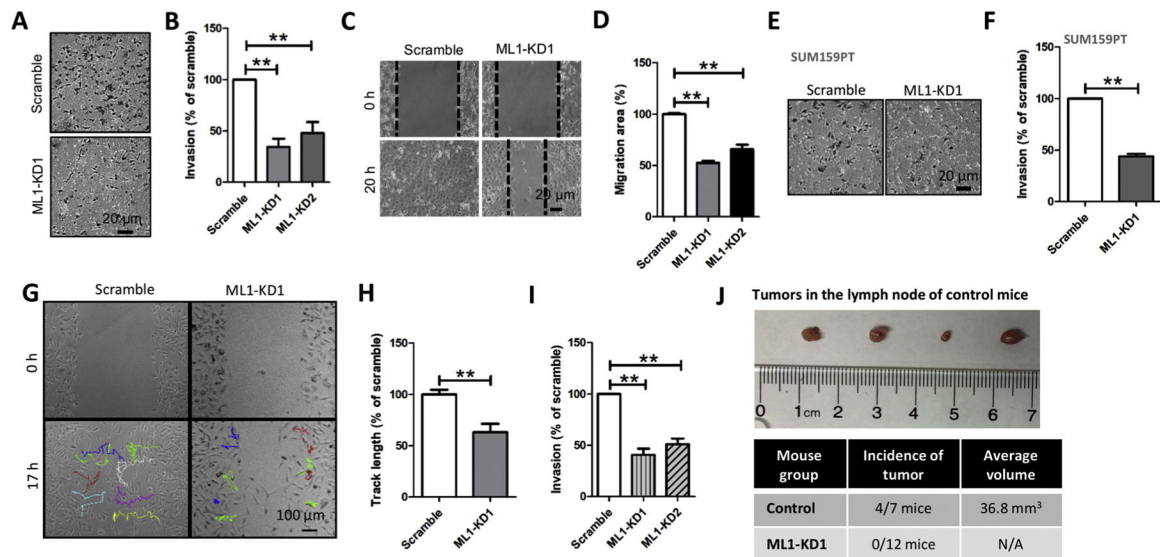 A
Scramble
ML1-KD1
20 µm
B
Invasion (% of scramble)
150
100
50
0
**
**
Scramble
ML1-KD1
ML1-KD2
C
Scramble
ML1-KD1
0 h
20 h
20 µm
D
Migration area (%)
150
100
50
0
**
**
Scramble
ML1-KD1
ML1-KD2
E
SUM159PT
Scramble
ML1-KD1
20 µm
F
SUM159PT
Invasion (% of scramble)
150
100
50
0
**
Scramble
ML1-KD1
G
Scramble
ML1-KD1
0 h
17 h
100 µm
H
Track length (% of scramble)
150
100
50
0
**
Scramble
ML1-KD1
I
Invasion (% of scramble)
150
100
50
0
**
**
Scramble
ML1-KD1
ML1-KD2
J
Tumors in the lymph node of control mice
0 1 cm 2 3 4 5 6 7
Mouse group Incidence of tumor Average volume
Control 4/7 mice 36.8 mm³
ML1-KD1 0/12 mice N/A